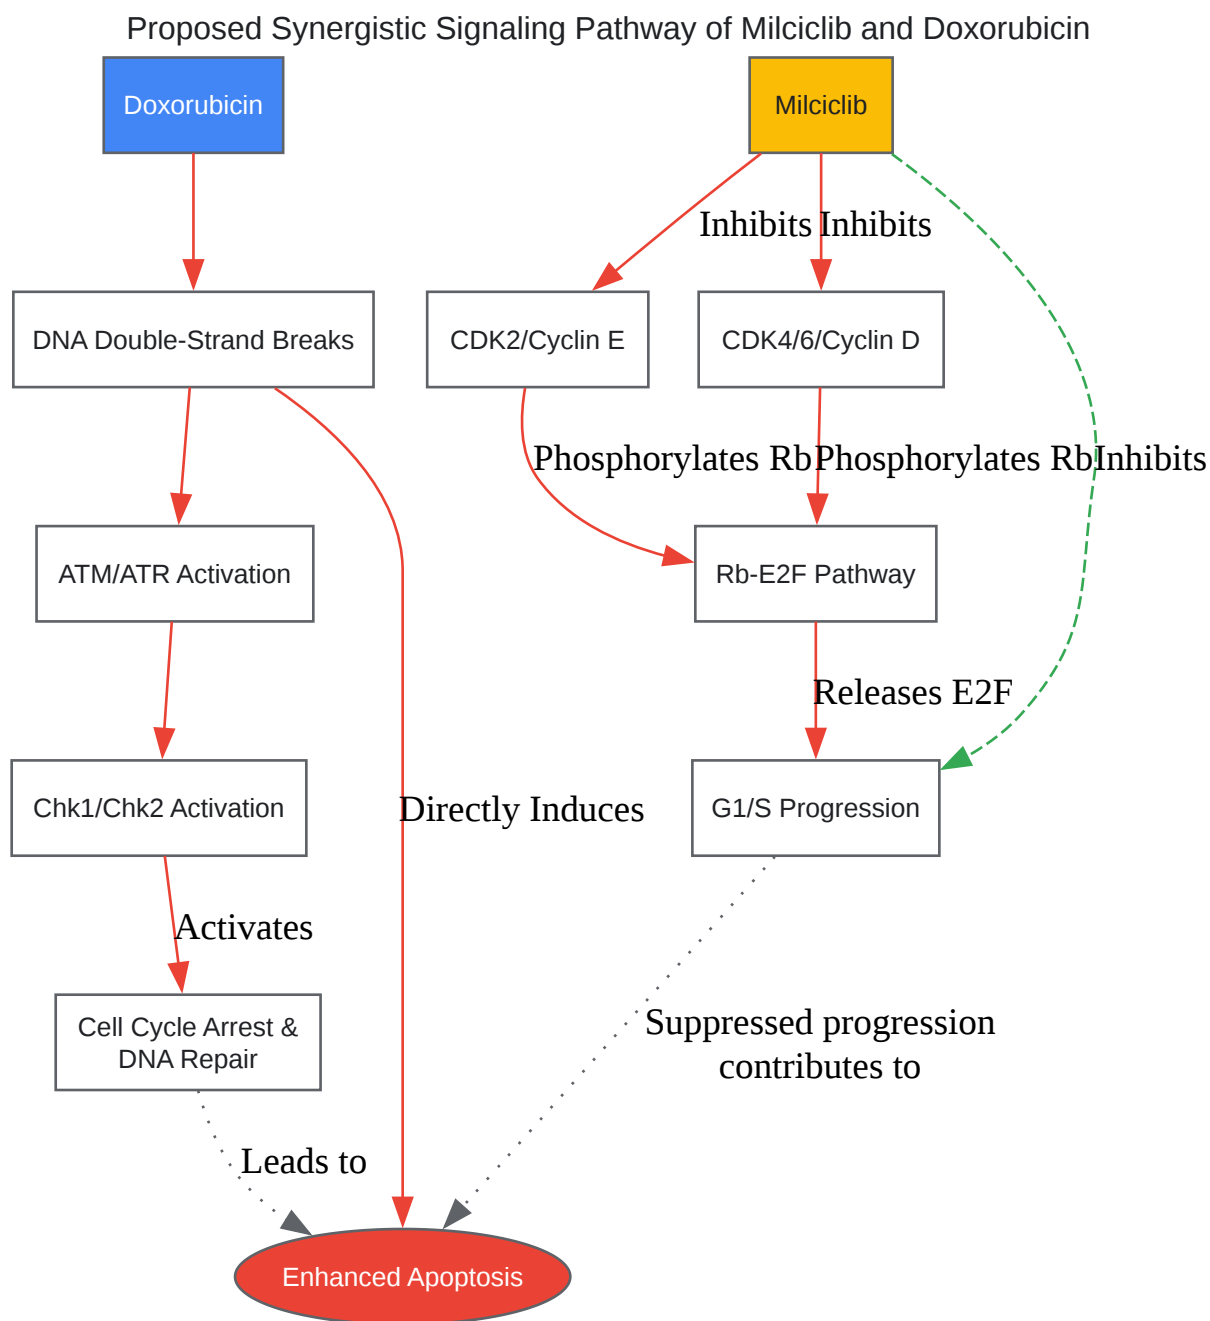 Proposed Synergistic Signaling Pathway of Milciclib and Doxorubicin
Doxorubicin
Milciclib
Inhibits
Inhibits
DNA Double-Strand Breaks
CDK2/Cyclin E
CDK4/6/Cyclin D
Phosphorylates Rb
Phosphorylates Rb
Inhibits
ATM/ATR Activation
Rb-E2F Pathway
Releases E2F
Chk1/Chk2 Activation
Directly Induces
G1/S Progression
Activates
Cell Cycle Arrest &
DNA Repair
Suppressed progression
contributes to
Leads to
Enhanced Apoptosis